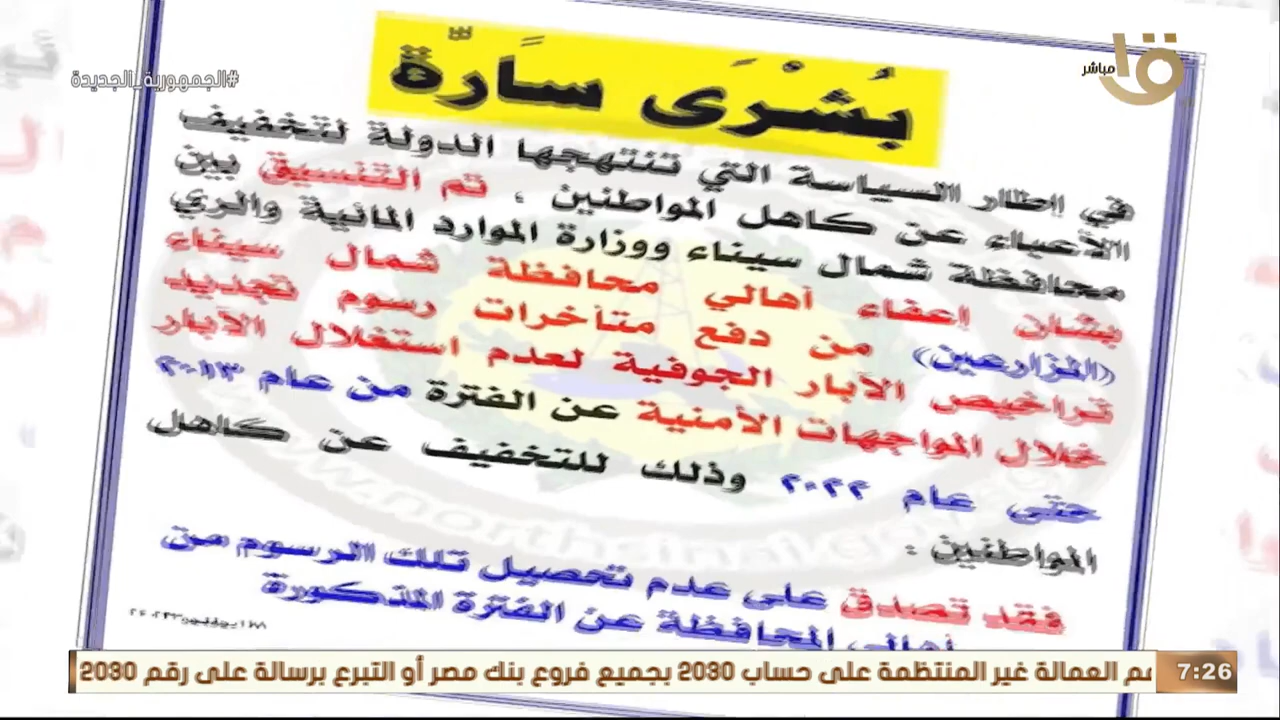 #الجمهورية_الجديدة
مباشر
بُشْرَى سَارَّة
في إطار السياسة التي تنتهجها الدولة لتخفيف
الأعباء عن كاهل المواطنين ، تم التنسيق بين
محافظة شمال سيناء ووزارة الموارد المائية والري
بشأن إعفاء أهالي محافظة شمال سيناء
((المزارعين)) من دفع متأخرات رسوم تجديد
تراخيص الآبار الجوفية لعدم استغلال الآبار
خلال المواجهات الأمنية عن الفترة من عام ٢٠١٣
حتى عام ٢٠٢٢ وذلك للتخفيف عن كاهل
المواطنين :
فقد تصدق على عدم تحصيل تلك الرسوم من
أهالي المحافظة عن الفترة المذكورة
7:26 العمالة غير المنتظمة على حساب 2030 بجميع فروع بنك مصر أو التبرع برسالة على رقم 2030